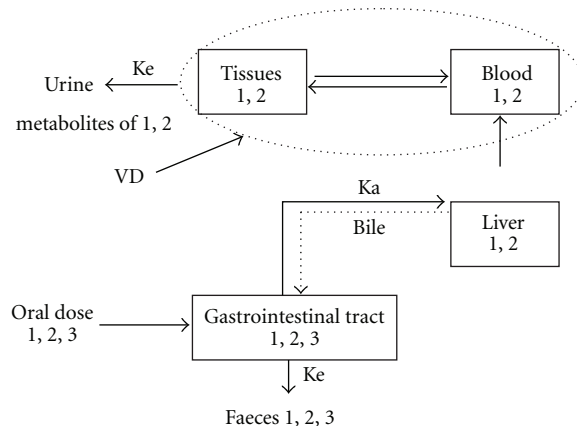 Ke
Urine
Tissues
1, 2
Blood
1, 2
metabolites of 1, 2
VD
Ka
Bile
Liver
1, 2
Oral dose
1, 2, 3
Gastrointestinal tract
1, 2, 3
Ke
Faeces 1, 2, 3